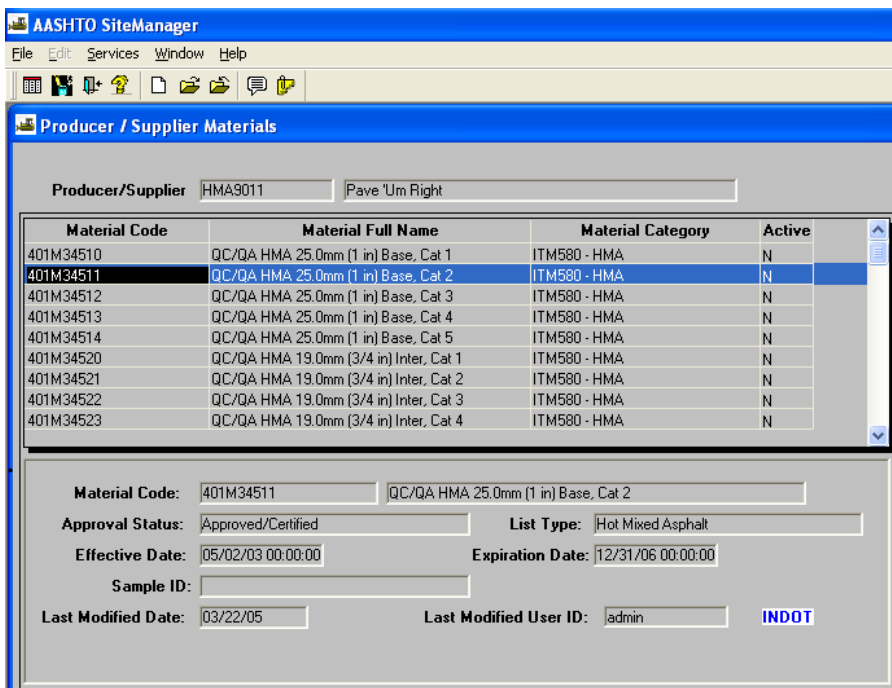 AASHTO SiteManager
File Edit Services Window Help
Producer / Supplier Materials
Producer/Supplier HMA9011 Pave 'Um Right
Material Code Material Full Name Material Category Active
401M34510 QC/QA HMA 25.0mm (1 in) Base, Cat 1 ITM580 - HMA N
401M34511 QC/QA HMA 25.0mm (1 in) Base, Cat 2 ITM580 - HMA N
401M34512 QC/QA HMA 25.0mm (1 in) Base, Cat 3 ITM580 - HMA N
401M34513 QC/QA HMA 25.0mm (1 in) Base, Cat 4 ITM580 - HMA N
401M34514 QC/QA HMA 25.0mm (1 in) Base, Cat 5 ITM580 - HMA N
401M34520 QC/QA HMA 19.0mm (3/4 in) Inter, Cat 1 ITM580 - HMA N
401M34521 QC/QA HMA 19.0mm (3/4 in) Inter, Cat 2 ITM580 - HMA N
401M34522 QC/QA HMA 19.0mm (3/4 in) Inter, Cat 3 ITM580 - HMA N
401M34523 QC/QA HMA 19.0mm (3/4 in) Inter, Cat 4 ITM580 - HMA N
Material Code: 401M34511 QC/QA HMA 25.0mm (1 in) Base, Cat 2
Approval Status: Approved/Certified List Type: Hot Mixed Asphalt
Effective Date: 05/02/03 00:00:00 Expiration Date: 12/31/06 00:00:00
Sample ID:
Last Modified Date: 03/22/05 Last Modified User ID: admin INDOT